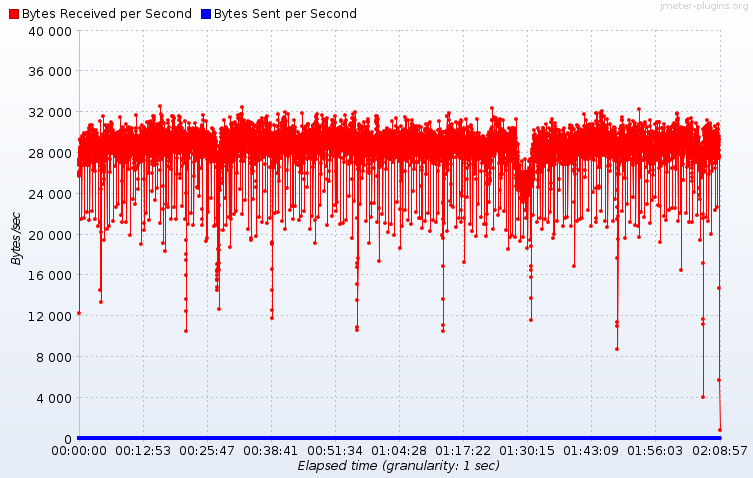 Bytes Received per Second Bytes Sent per Second
jmeter-plugins.org
40 000
36 000
32 000
28 000
24 000
20 000
16 000
12 000
8 000
4 000
0
Bytes/sec
00:00:00 00:12:53 00:25:47 00:38:41 00:51:34 01:04:28 01:17:22 01:30:15 01:43:09 01:56:03 02:08:57
Elapsed time (granularity: 1 sec)